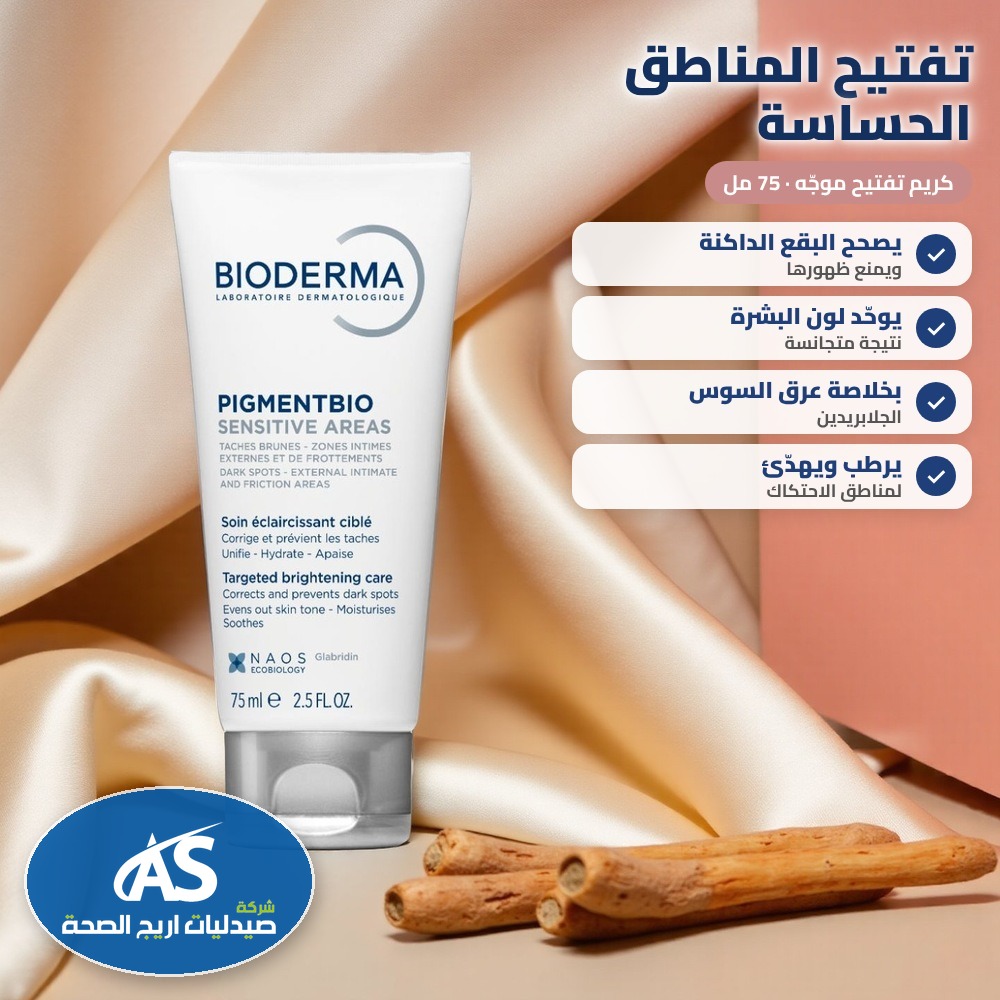 تفتيح المناطق
الحساسة
كريم تفتيح موجّه · 75 مل
يصحح البقع الداكنة
ويمنع ظهورها
يوحّد لون البشرة
نتيجة متجانسة
بخلاصة عرق السوس
الجلابريدين
يرطب ويهدّئ
لمناطق الاحتكاك
BIODERMA
LABORATOIRE DERMATOLOGIQUE
PIGMENTBIO
SENSITIVE AREAS
TACHES BRUNES - ZONES INTIMES
EXTERNES ET DE FROTTEMENTS
DARK SPOTS - EXTERNAL INTIMATE
AND FRICTION AREAS
Soin éclaircissant ciblé
Corrige et prévient les taches
Unifie - Hydrate - Apaise
Targeted brightening care
Corrects and prevents dark spots
Evens out skin tone - Moisturises
Soothes
NAOS Glabridin
ECOBIOLOGY
75 ml e 2.5 FL.OZ.
AS
شركة
صيدليات اريج الصحة